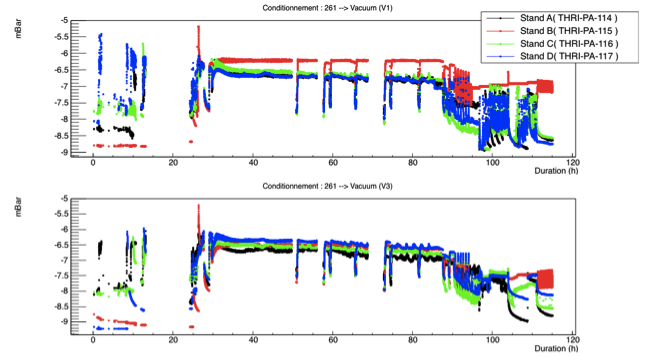 Conditionnement : 261 --> Vacuum (V1)
mBar
Stand A( THRI-PA-114 )
Stand B( THRI-PA-115 )
Stand C( THRI-PA-116 )
Stand D( THRI-PA-117 )
-5
-5.5
-6
-6.5
-7
-7.5
-8
-8.5
-9
0 20 40 60 80 100 120
Duration (h)
Conditionnement : 261 --> Vacuum (V3)
mBar
-5
-5.5
-6
-6.5
-7
-7.5
-8
-8.5
-9
0 20 40 60 80 100 120
Duration (h)